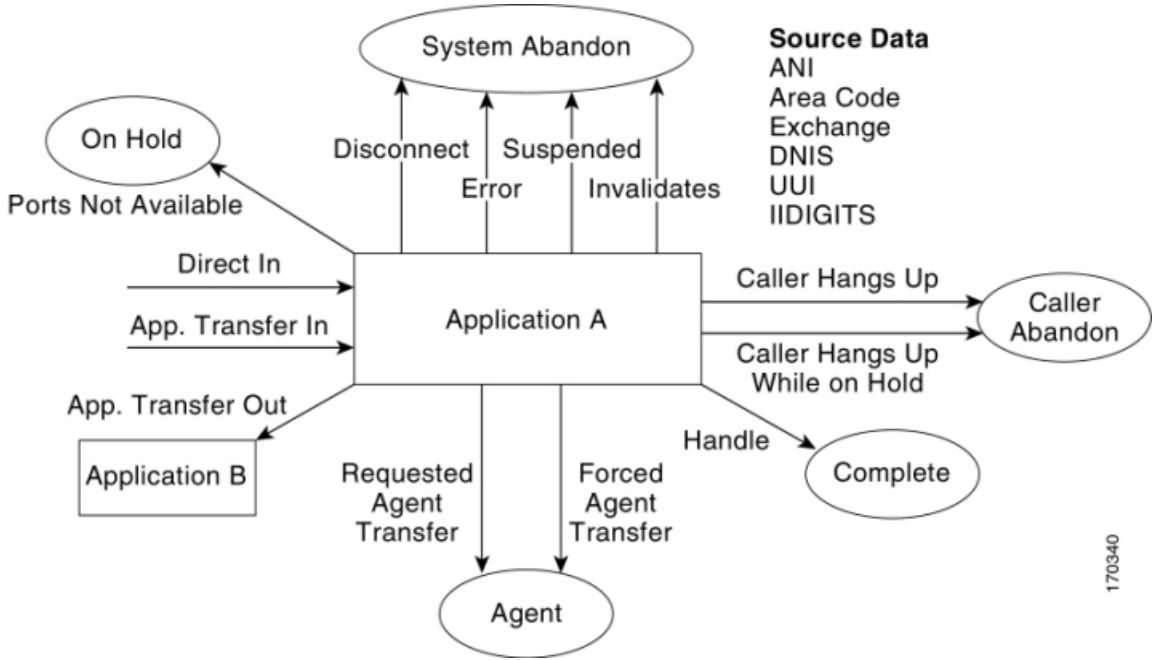 System Abandon
Source Data
ANI
Area Code
Exchange
DNIS
UUI
IIDIGITS
On Hold
Ports Not Available
Disconnect
Error
Suspended
Invalidates
Direct In
App. Transfer In
Application A
Caller Hangs Up
Caller Hangs Up
While on Hold
Caller
Abandon
App. Transfer Out
Application B
Requested
Agent
Transfer
Forced
Agent
Transfer
Handle
Complete
Agent
170340